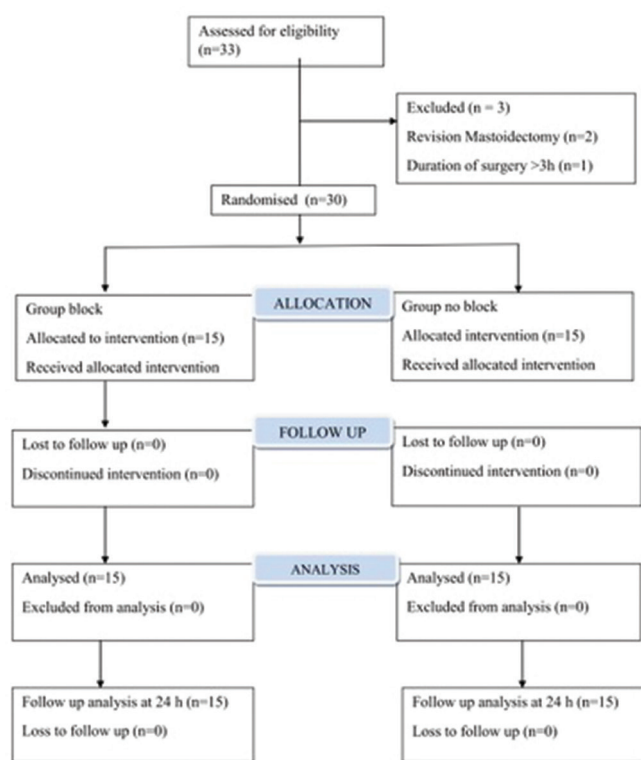 Assessed for eligibility
(n=33)
Excluded (n = 3)
Revision Mastoidectomy (n=2)
Duration of surgery >3h (n=1)
Randomised (n=30)
ALLOCATION
Group block
Allocated to intervention (n=15)
Received allocated intervention
Group no block
Allocated intervention (n=15)
Received allocated intervention
FOLLOW UP
Lost to follow up (n=0)
Discontinued intervention (n=0)
Lost to follow up (n=0)
Discontinued intervention (n=0)
ANALYSIS
Analysed (n=15)
Excluded from analysis (n=0)
Analysed (n=15)
Excluded from analysis (n=0)
Follow up analysis at 24 h (n=15)
Loss to follow up (n=0)
Follow up analysis at 24 h (n=15)
Loss to follow up (n=0)